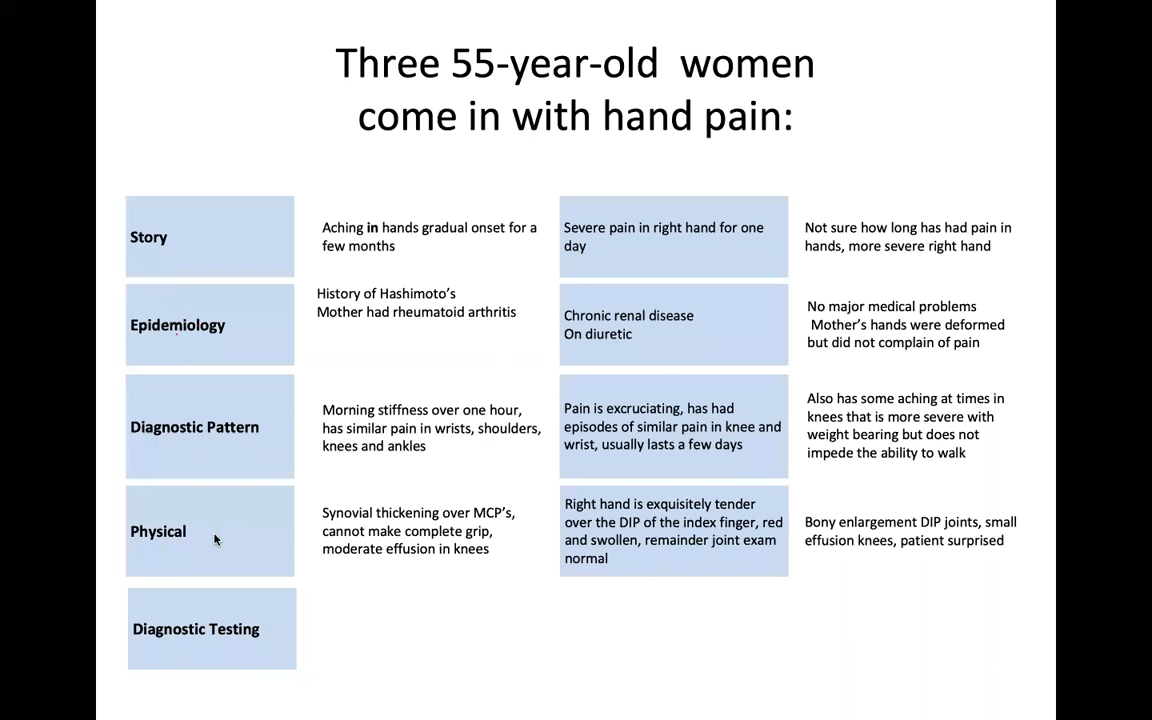 Three 55-year-old  women
come in with hand pain:
Story
Aching in hands gradual onset for a
few months
Severe pain in right hand for one
day
Not sure how long has had pain in
hands, more severe right hand
Epidemiology
History of Hashimoto’s
Mother had rheumatoid arthritis
Chronic renal disease
On diuretic
No major medical problems
Mother’s hands were deformed
but did not complain of pain
Diagnostic Pattern
Morning stiffness over one hour,
has similar pain in wrists, shoulders,
knees and ankles
Pain is excruciating, has had
episodes of similar pain in knee and
wrist, usually lasts a few days
Also has some aching at times in
knees that is more severe with
weight bearing but does not
impede the ability to walk
Physical
Synovial thickening over MCP’s,
cannot make complete grip,
moderate effusion in knees
Right hand is exquisitely tender
over the DIP of the index finger, red
and swollen, remainder joint exam
normal
Bony enlargement DIP joints, small
effusion knees, patient surprised
Diagnostic Testing